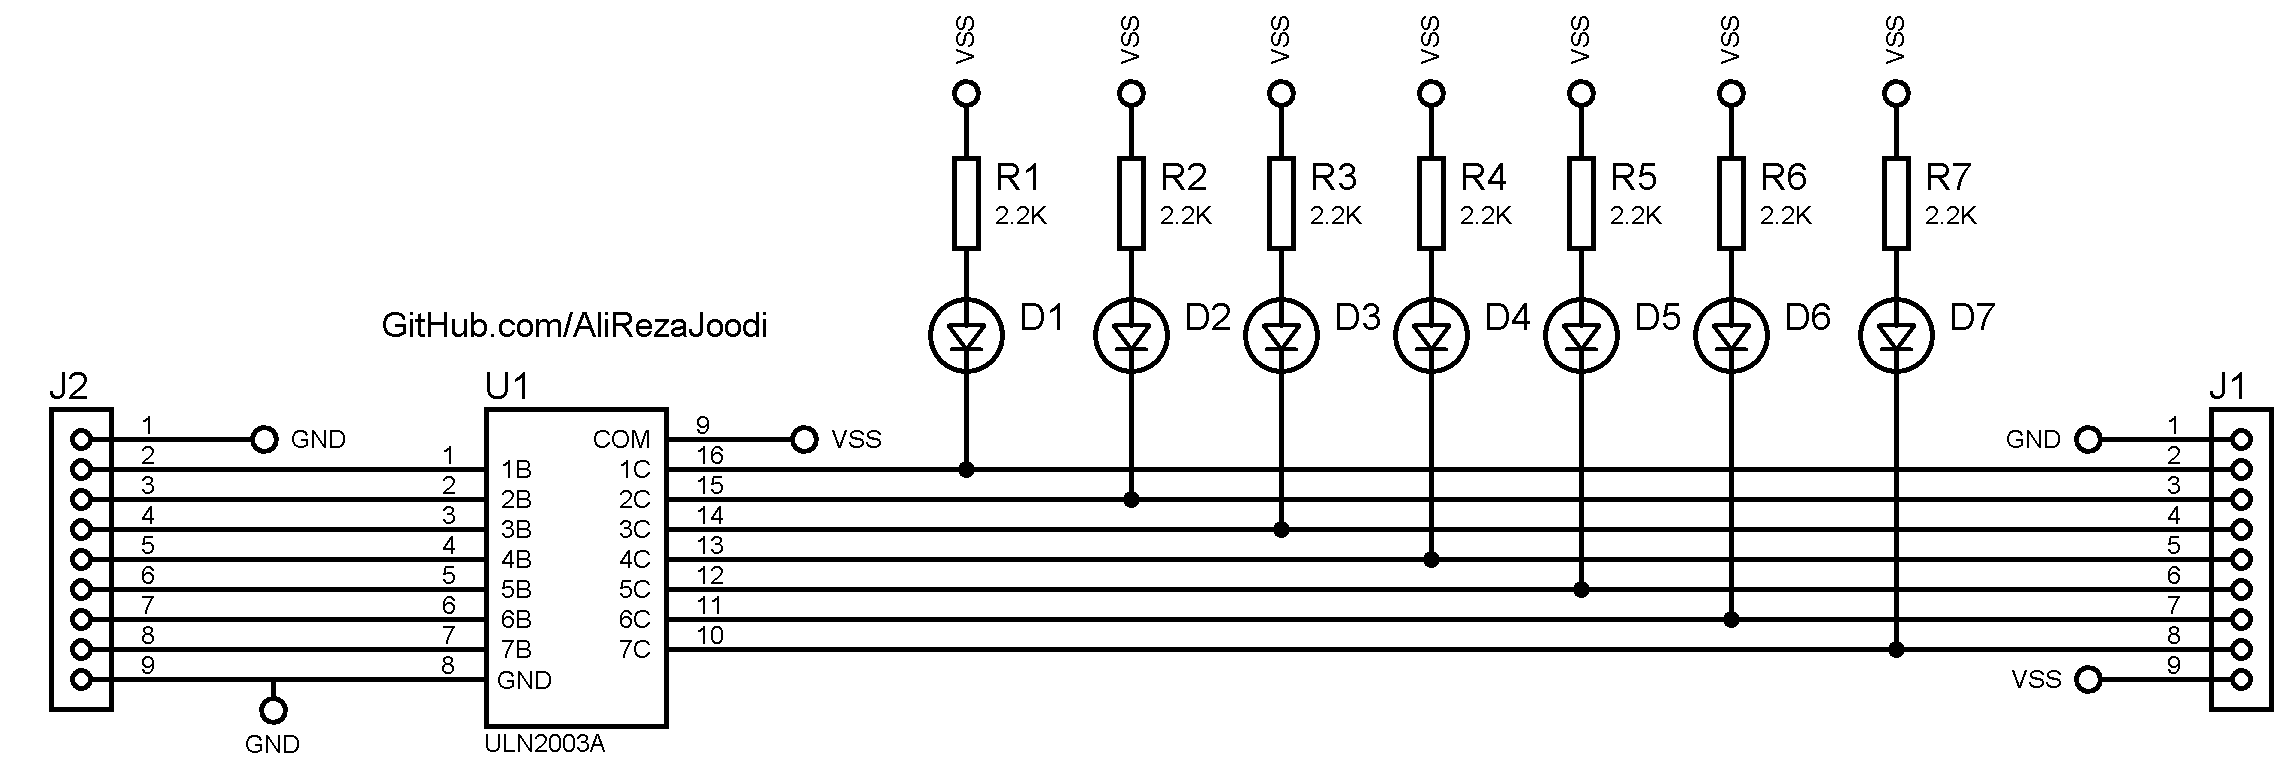 VSS VSS VSS VSS VSS VSS VSS
R1 R2 R3 R4 R5 R6 R7
2.2K 2.2K 2.2K 2.2K 2.2K 2.2K 2.2K
D1 D2 D3 D4 D5 D6 D7
GitHub.com/AliRezaJoodi
J2 U1 J1
1 GND COM 9 VSS GND 1
2 1 1B 1C 16 2
3 2 2B 2C 15 3
4 3 3B 3C 14 4
5 4 4B 4C 13 5
6 5 5B 5C 12 6
7 6 6B 6C 11 7
8 7 7B 7C 10 8
9 8 GND VSS 9
GND ULN2003A